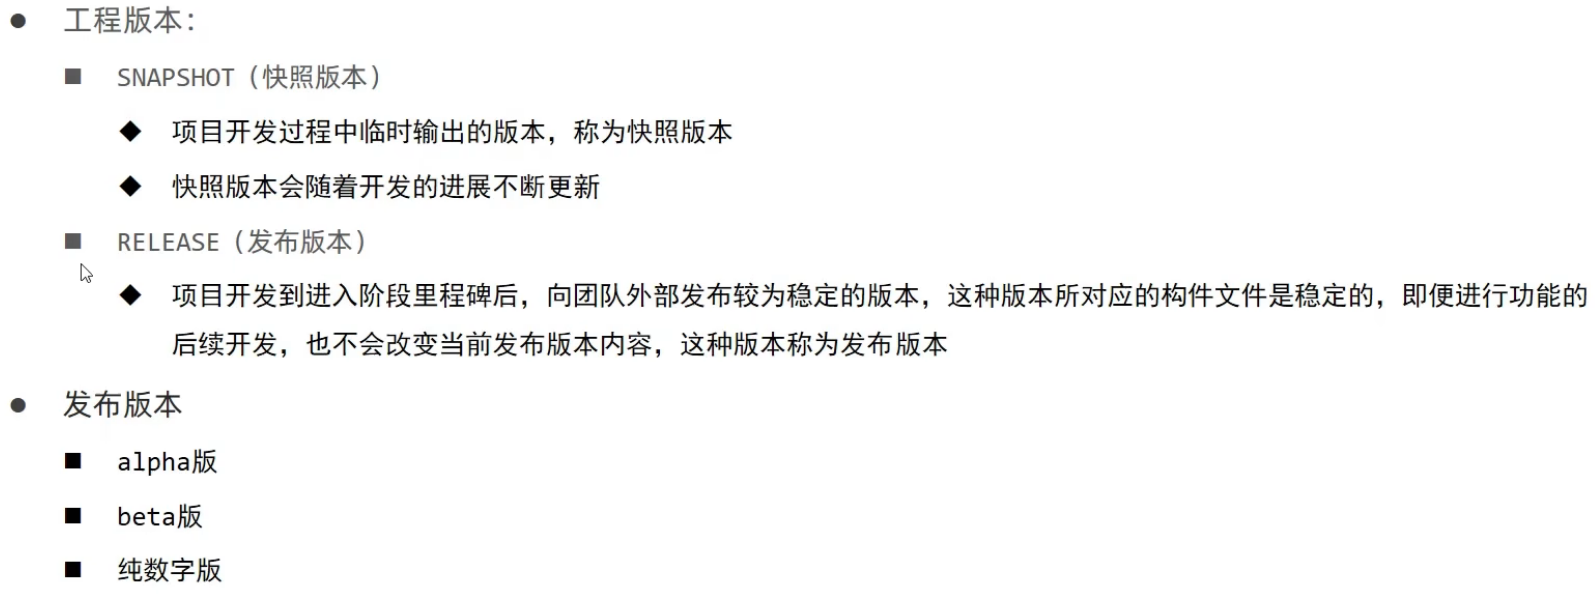 工程版本：
SNAPSHOT（快照版本）
项目开发过程中临时输出的版本，称为快照版本
快照版本会随着开发的进展不断更新
RELEASE（发布版本）
项目开发到进入阶段里程碑后，向团队外部发布较为稳定的版本，这种版本所对应的构件文件是稳定的，即便进行功能的
后续开发，也不会改变当前发布版本内容，这种版本称为发布版本
发布版本
alpha版
beta版
纯数字版